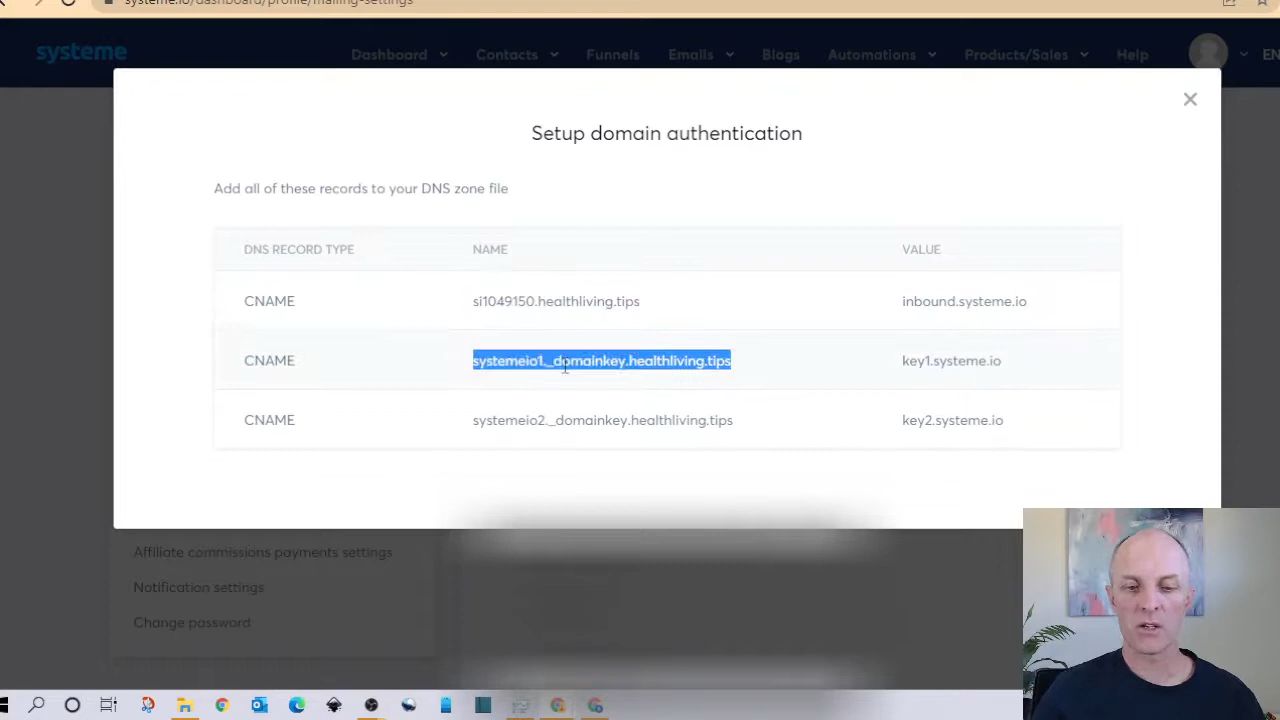 systeme.io/dashboard/profile/mailing-settings
systeme Dashboard Contacts Funnels Emails Blogs Automations Products/Sales Help EN
Setup domain authentication
Add all of these records to your DNS zone file
DNS RECORD TYPE NAME VALUE
CNAME si1049150.healthliving.tips inbound.systeme.io
CNAME systemeio1._domainkey.healthliving.tips key1.systeme.io
CNAME systemeio2._domainkey.healthliving.tips key2.systeme.io
Affiliate commissions payments settings
Notification settings
Change password